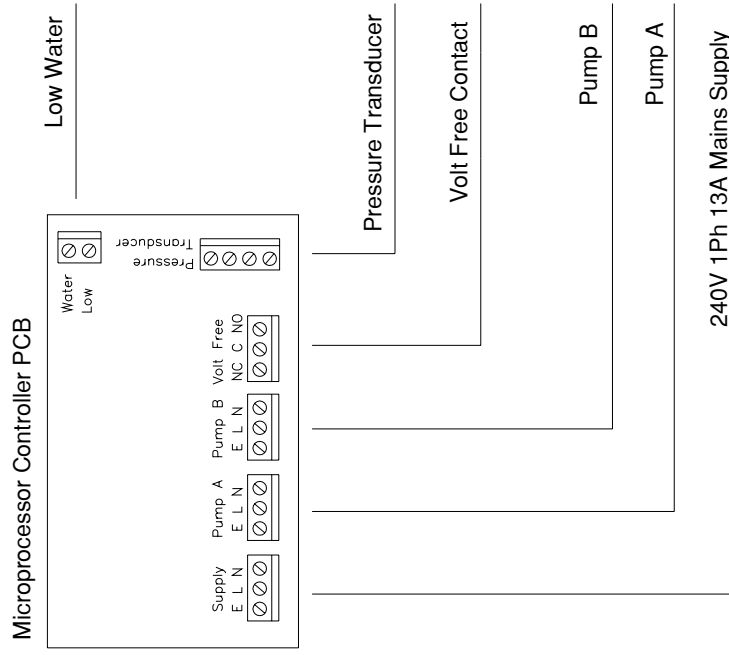 Microprocessor Controller PCB
Low Water
Water
Low
Pressure
Transducer
Volt Free
NC C NO
Pump B
E L N
Pump A
E L N
Supply
E L N
Pressure Transducer
Volt Free Contact
Pump B
Pump A
240V 1Ph 13A Mains Supply